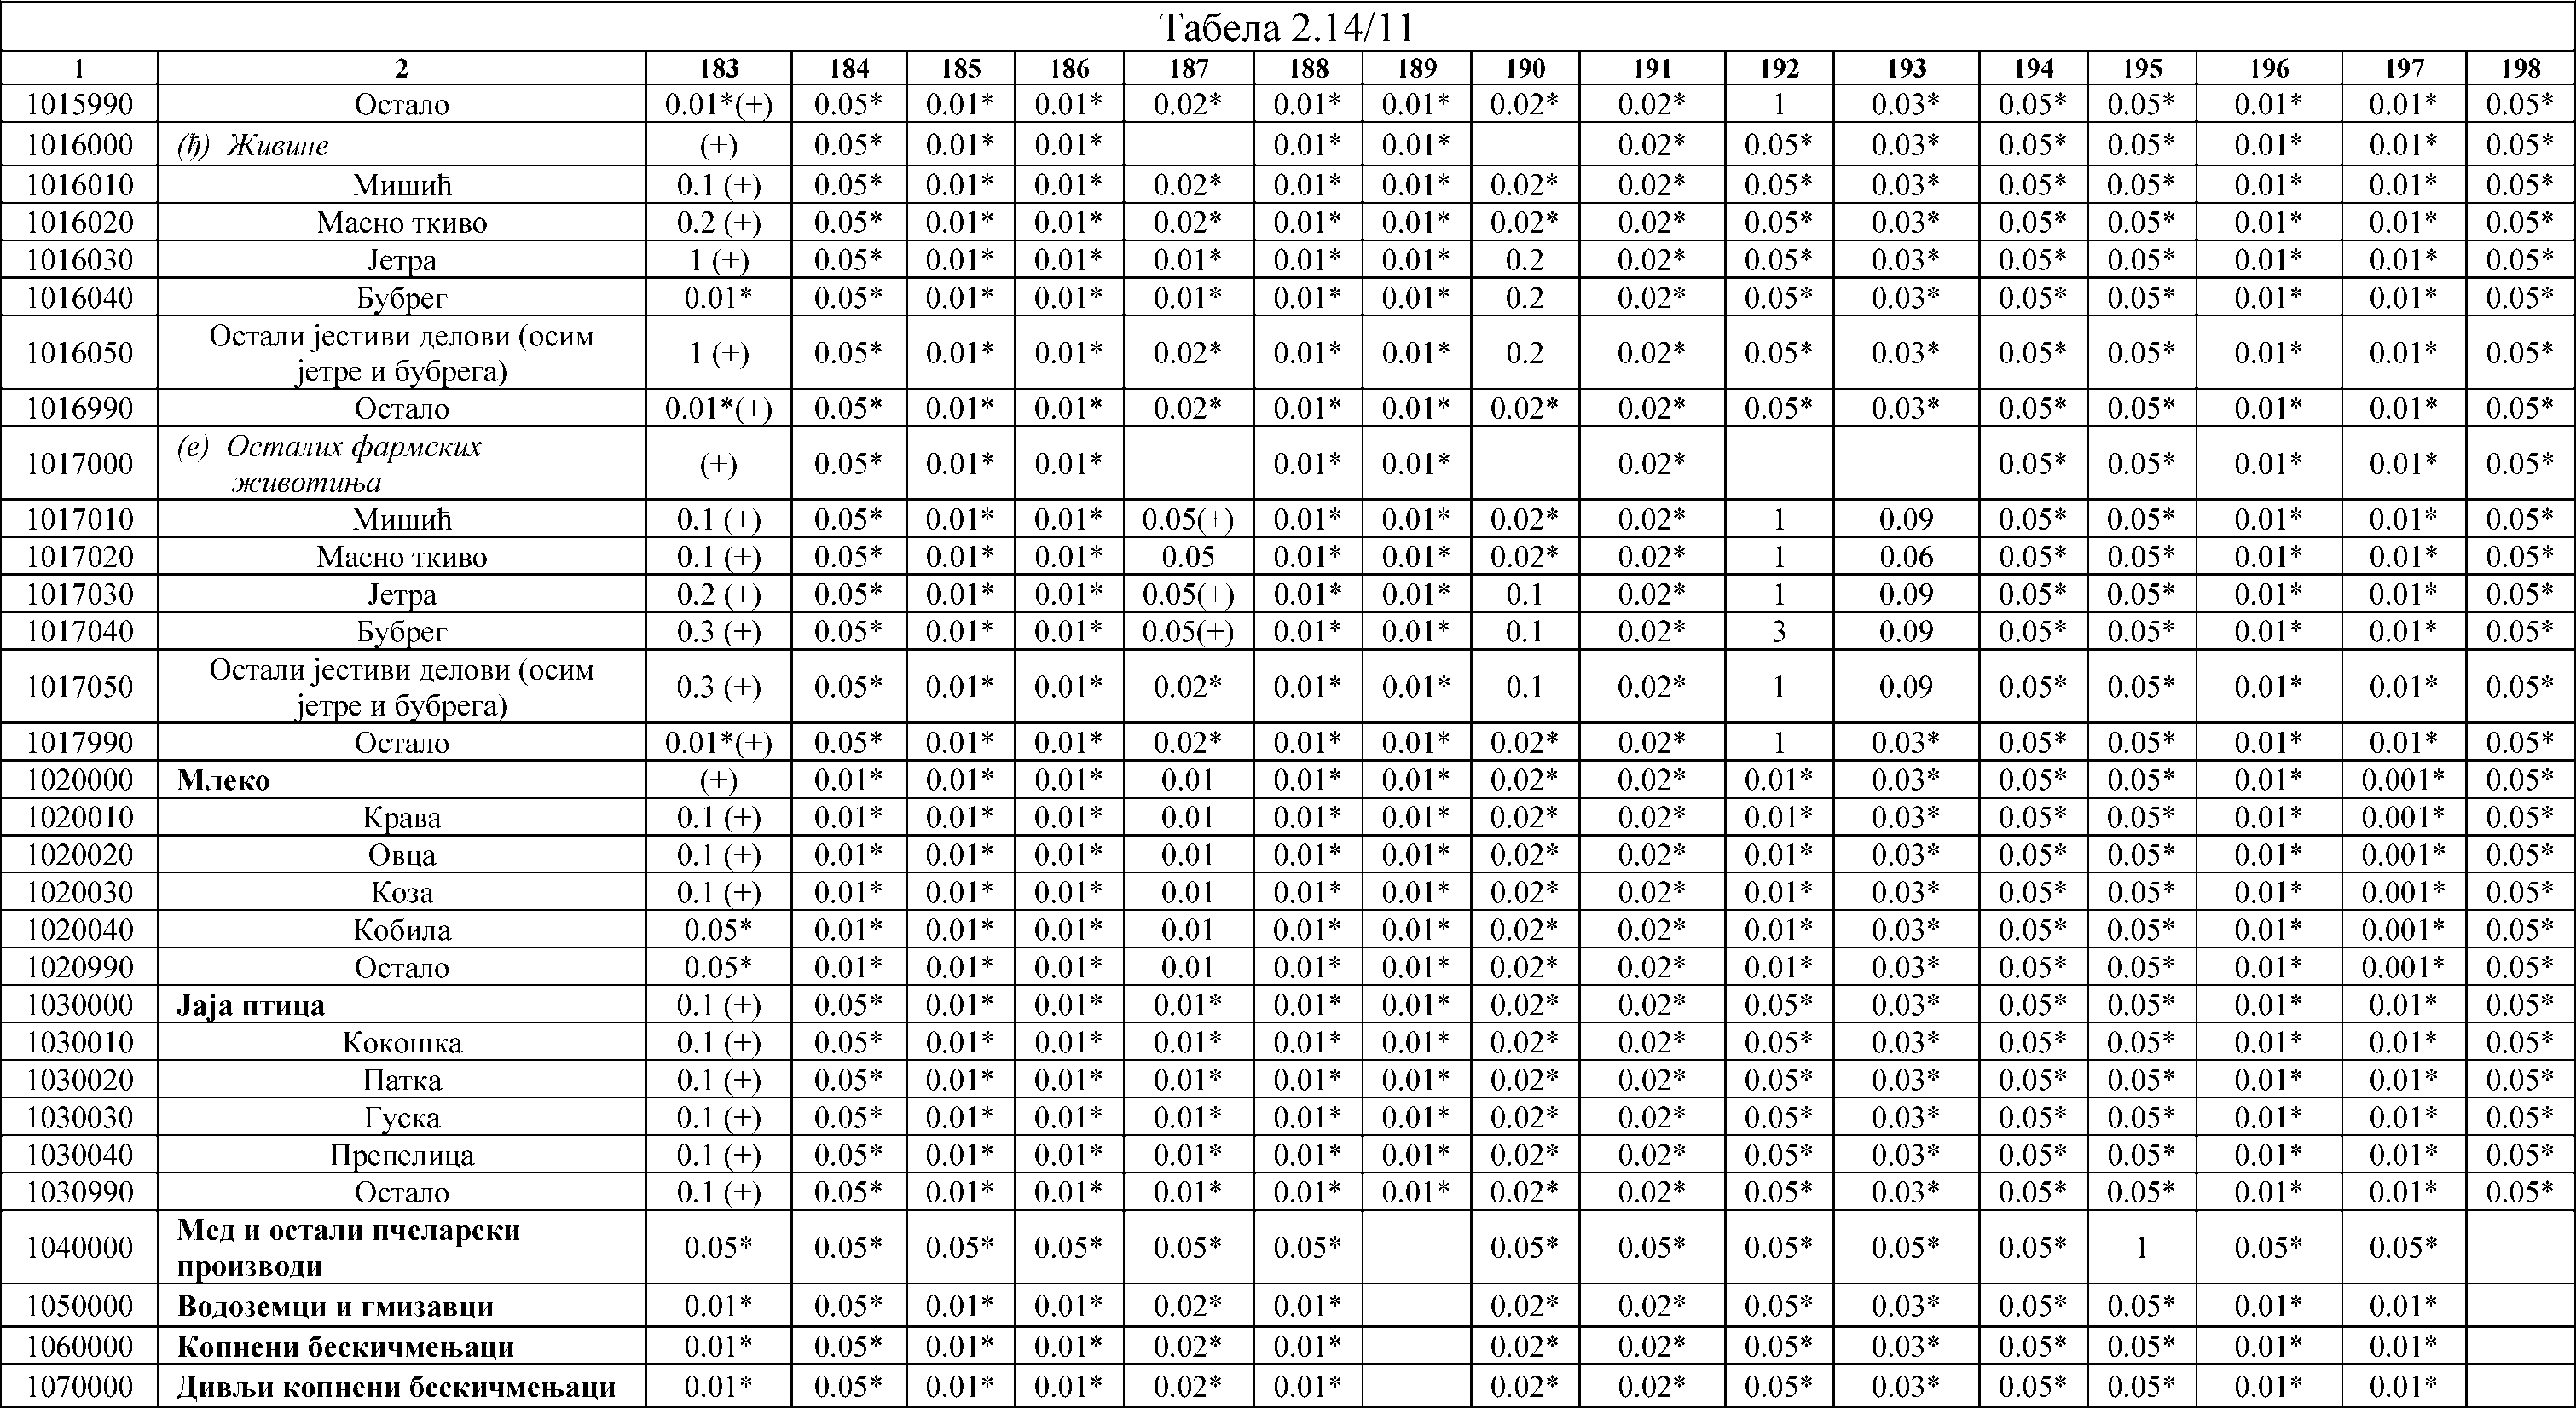 Табела 2.14/11
1 2 183 184 185 186 187 188 189 190 191 192 193 194 195 196 197 198
1015990 Остало 0.01*(+) 0.05* 0.01* 0.01* 0.02* 0.01* 0.01* 0.02* 0.02* 1 0.03* 0.05* 0.05* 0.01* 0.01* 0.05*
1016000 (ђ) Живине (+) 0.05* 0.01* 0.01* 0.01* 0.01* 0.02* 0.05* 0.03* 0.05* 0.05* 0.01* 0.01* 0.05*
1016010 Мишић 0.1 (+) 0.05* 0.01* 0.01* 0.02* 0.01* 0.01* 0.02* 0.02* 0.05* 0.03* 0.05* 0.05* 0.01* 0.01* 0.05*
1016020 Масно ткиво 0.2 (+) 0.05* 0.01* 0.01* 0.02* 0.01* 0.01* 0.02* 0.02* 0.05* 0.03* 0.05* 0.05* 0.01* 0.01* 0.05*
1016030 Јетра 1 (+) 0.05* 0.01* 0.01* 0.01* 0.01* 0.01* 0.2 0.02* 0.05* 0.03* 0.05* 0.05* 0.01* 0.01* 0.05*
1016040 Бубрег 0.01* 0.05* 0.01* 0.01* 0.01* 0.01* 0.01* 0.2 0.02* 0.05* 0.03* 0.05* 0.05* 0.01* 0.01* 0.05*
1016050 Остали јестиви делови (осим
јетре и бубрега) 1 (+) 0.05* 0.01* 0.01* 0.02* 0.01* 0.01* 0.2 0.02* 0.05* 0.03* 0.05* 0.05* 0.01* 0.01* 0.05*
1016990 Остало 0.01*(+) 0.05* 0.01* 0.01* 0.02* 0.01* 0.01* 0.02* 0.02* 0.05* 0.03* 0.05* 0.05* 0.01* 0.01* 0.05*
1017000 (е) Осталих фармских
животиња (+) 0.05* 0.01* 0.01* 0.01* 0.01* 0.02* 0.05* 0.05* 0.01* 0.01* 0.05*
1017010 Мишић 0.1 (+) 0.05* 0.01* 0.01* 0.05(+) 0.01* 0.01* 0.02* 0.02* 1 0.09 0.05* 0.05* 0.01* 0.01* 0.05*
1017020 Масно ткиво 0.1 (+) 0.05* 0.01* 0.01* 0.05 0.01* 0.01* 0.02* 0.02* 1 0.06 0.05* 0.05* 0.01* 0.01* 0.05*
1017030 Јетра 0.2 (+) 0.05* 0.01* 0.01* 0.05(+) 0.01* 0.01* 0.1 0.02* 1 0.09 0.05* 0.05* 0.01* 0.01* 0.05*
1017040 Бубрег 0.3 (+) 0.05* 0.01* 0.01* 0.05(+) 0.01* 0.01* 0.1 0.02* 3 0.09 0.05* 0.05* 0.01* 0.01* 0.05*
1017050 Остали јестиви делови (осим
јетре и бубрега) 0.3 (+) 0.05* 0.01* 0.01* 0.02* 0.01* 0.01* 0.1 0.02* 1 0.09 0.05* 0.05* 0.01* 0.01* 0.05*
1017990 Остало 0.01*(+) 0.05* 0.01* 0.01* 0.02* 0.01* 0.01* 0.02* 0.02* 1 0.03* 0.05* 0.05* 0.01* 0.01* 0.05*
1020000 Млеко (+) 0.01* 0.01* 0.01* 0.01 0.01* 0.01* 0.02* 0.02* 0.01* 0.03* 0.05* 0.05* 0.01* 0.001* 0.05*
1020010 Крава 0.1 (+) 0.01* 0.01* 0.01* 0.01 0.01* 0.01* 0.02* 0.02* 0.01* 0.03* 0.05* 0.05* 0.01* 0.001* 0.05*
1020020 Овца 0.1 (+) 0.01* 0.01* 0.01* 0.01 0.01* 0.01* 0.02* 0.02* 0.01* 0.03* 0.05* 0.05* 0.01* 0.001* 0.05*
1020030 Коза 0.1 (+) 0.01* 0.01* 0.01* 0.01 0.01* 0.01* 0.02* 0.02* 0.01* 0.03* 0.05* 0.05* 0.01* 0.001* 0.05*
1020040 Кобила 0.05* 0.01* 0.01* 0.01* 0.01 0.01* 0.01* 0.02* 0.02* 0.01* 0.03* 0.05* 0.05* 0.01* 0.001* 0.05*
1020990 Остало 0.05* 0.01* 0.01* 0.01* 0.01 0.01* 0.01* 0.02* 0.02* 0.01* 0.03* 0.05* 0.05* 0.01* 0.001* 0.05*
1030000 Јаја птица 0.1 (+) 0.05* 0.01* 0.01* 0.01* 0.01* 0.01* 0.02* 0.02* 0.05* 0.03* 0.05* 0.05* 0.01* 0.01* 0.05*
1030010 Кокошка 0.1 (+) 0.05* 0.01* 0.01* 0.01* 0.01* 0.01* 0.02* 0.02* 0.05* 0.03* 0.05* 0.05* 0.01* 0.01* 0.05*
1030020 Патка 0.1 (+) 0.05* 0.01* 0.01* 0.01* 0.01* 0.01* 0.02* 0.02* 0.05* 0.03* 0.05* 0.05* 0.01* 0.01* 0.05*
1030030 Гуска 0.1 (+) 0.05* 0.01* 0.01* 0.01* 0.01* 0.01* 0.02* 0.02* 0.05* 0.03* 0.05* 0.05* 0.01* 0.01* 0.05*
1030040 Препелица 0.1 (+) 0.05* 0.01* 0.01* 0.01* 0.01* 0.01* 0.02* 0.02* 0.05* 0.03* 0.05* 0.05* 0.01* 0.01* 0.05*
1030990 Остало 0.1 (+) 0.05* 0.01* 0.01* 0.01* 0.01* 0.01* 0.02* 0.02* 0.05* 0.03* 0.05* 0.05* 0.01* 0.01* 0.05*
1040000 Мед и остали пчеларски
производи 0.05* 0.05* 0.05* 0.05* 0.05* 0.05* 0.05* 0.05* 0.05* 0.05* 0.05* 1 0.05* 0.05*
1050000 Водоземци и гмизавци 0.01* 0.05* 0.01* 0.01* 0.02* 0.01* 0.02* 0.02* 0.05* 0.03* 0.05* 0.05* 0.01* 0.01*
1060000 Копнени бескичмењаци 0.01* 0.05* 0.01* 0.01* 0.02* 0.01* 0.02* 0.02* 0.05* 0.03* 0.05* 0.05* 0.01* 0.01*
1070000 Дивљи копнени бескичмењаци 0.01* 0.05* 0.01* 0.01* 0.02* 0.01* 0.02* 0.02* 0.05* 0.03* 0.05* 0.05* 0.01* 0.01*